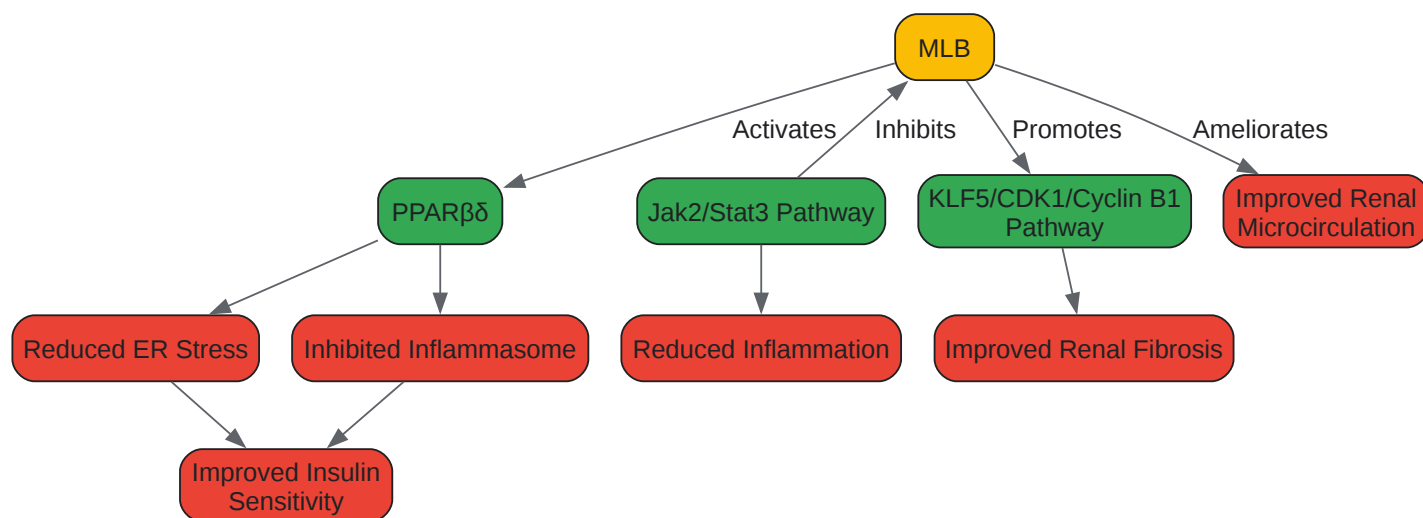 MLB
Activates
Inhibits
Promotes
Ameliorates
PPARβδ
Jak2/Stat3 Pathway
KLF5/CDK1/Cyclin B1
Pathway
Improved Renal
Microcirculation
Reduced ER Stress
Inhibited Inflammasome
Reduced Inflammation
Improved Renal Fibrosis
Improved Insulin
Sensitivity